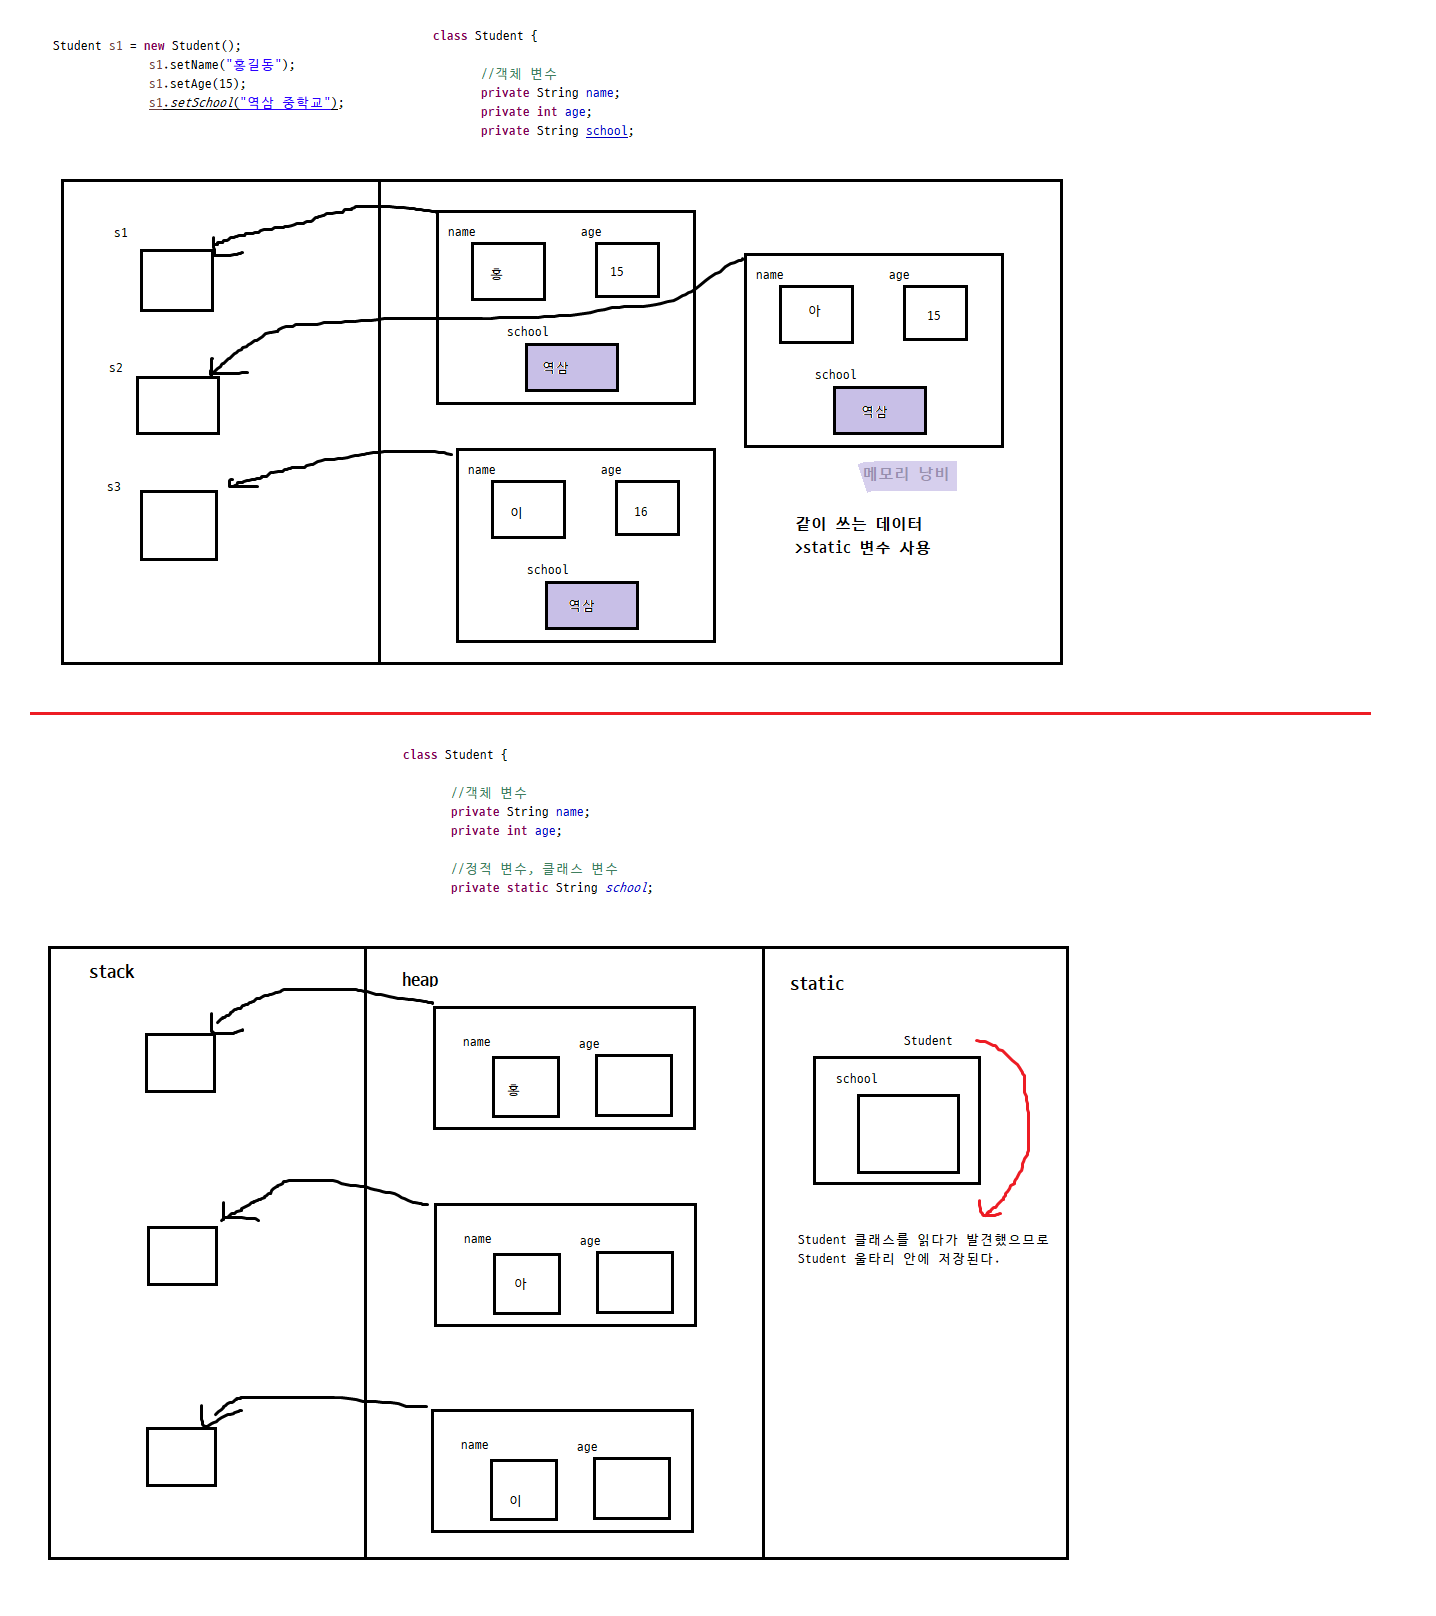 Student s1 = new Student();
s1.setName("홍길동");
s1.setAge(15);
s1.setSchool("역삼 중학교");
class Student {
//객체 변수
private String name;
private int age;
private String school;
s1
s2
s3
name age
홍 15
school
역삼
name age
아 15
school
역삼
메모리 낭비
같이 쓰는 데이터
>static 변수 사용
name age
이 16
school
역삼
class Student {
//객체 변수
private String name;
private int age;
//정적 변수, 클래스 변수
private static String school;
stack
heap
static
name age
홍
name age
아
name age
이
Student
school
Student 클래스를 읽다가 발견했으므로
Student 울타리 안에 저장된다.